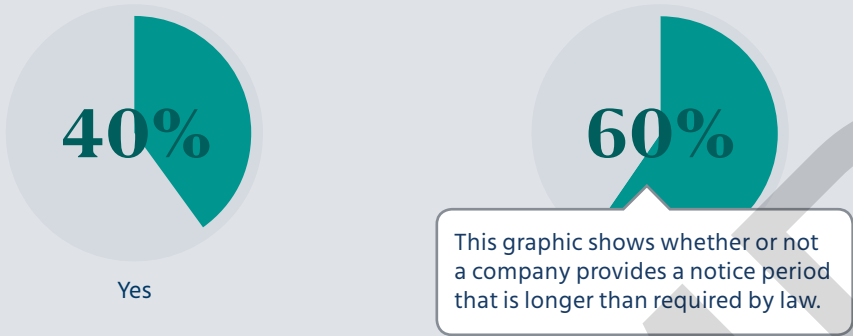 40%
60%
Yes
This graphic shows whether or not
a company provides a notice period
that is longer than required by law.